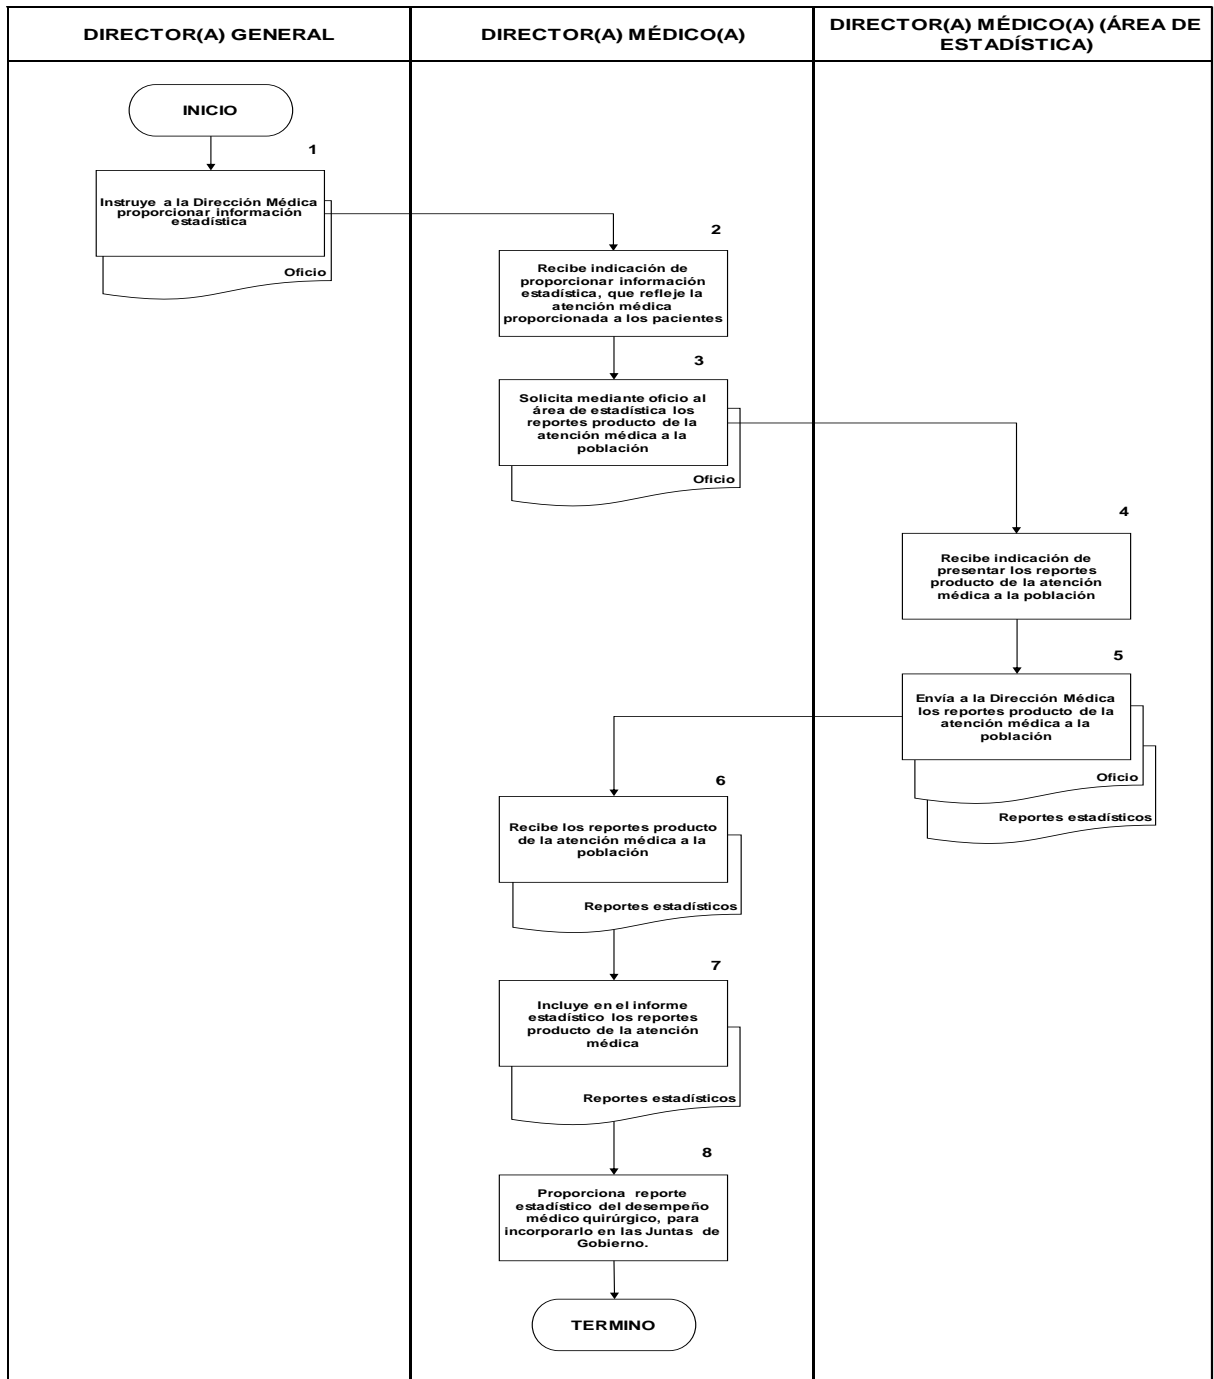 DIRECTOR(A) GENERAL
DIRECTOR(A) MÉDICO(A)
DIRECTOR(A) MÉDICO(A) (ÁREA DE
ESTADÍSTICA)
INICIO
1
Instruye a la Dirección Médica
proporcionar información
estadística
Oficio
2
Recibe indicación de
proporcionar información
estadística, que refleje la
atención médica
proporcionada a los pacientes
3
Solicita mediante oficio al
área de estadística los
reportes producto de la
atención médica a la
población
Oficio
4
Recibe indicación de
presentar los reportes
producto de la atención
médica a la población
5
Envía a la Dirección Médica
los reportes producto de la
atención médica a la
población
Oficio
Reportes estadísticos
6
Recibe los reportes producto
de la atención médica a la
población
Reportes estadísticos
7
Incluye en el informe
estadístico los reportes
producto de la atención
médica
Reportes estadísticos
8
Proporciona reporte
estadístico del desempeño
médico quirúrgico, para
incorporarlo en las Juntas de
Gobierno.
TERMINO